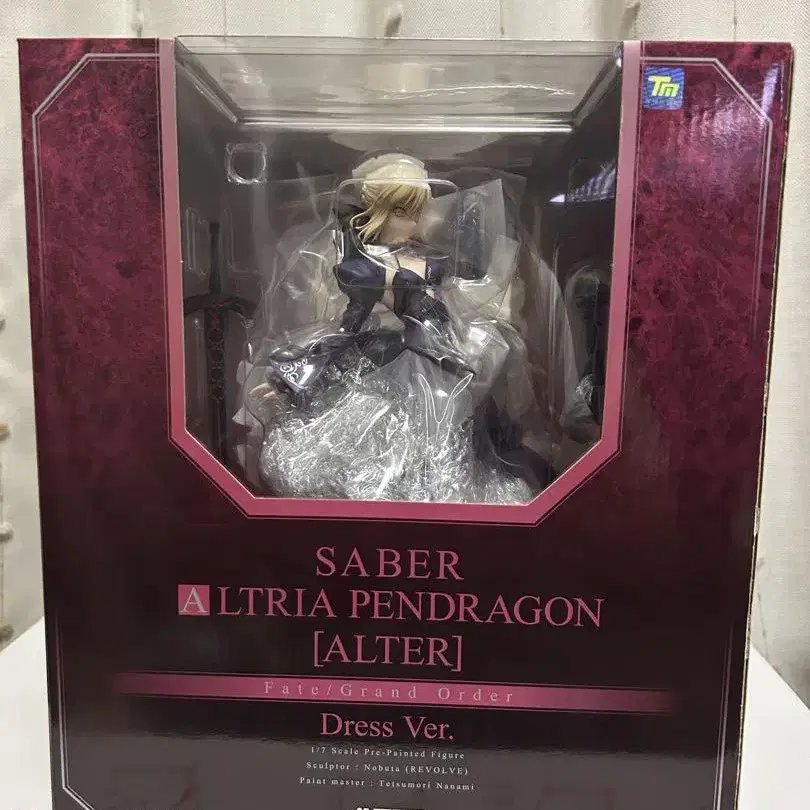 TM
SABER
ALTRIA PENDRAGON
[ALTER]
Fate/Grand Order
Dress Ver.
1/7 Scale Pre-Painted Figure
Sculptor : Nobuta (REVOLVE)
Paint master : Tetsumori Nanami